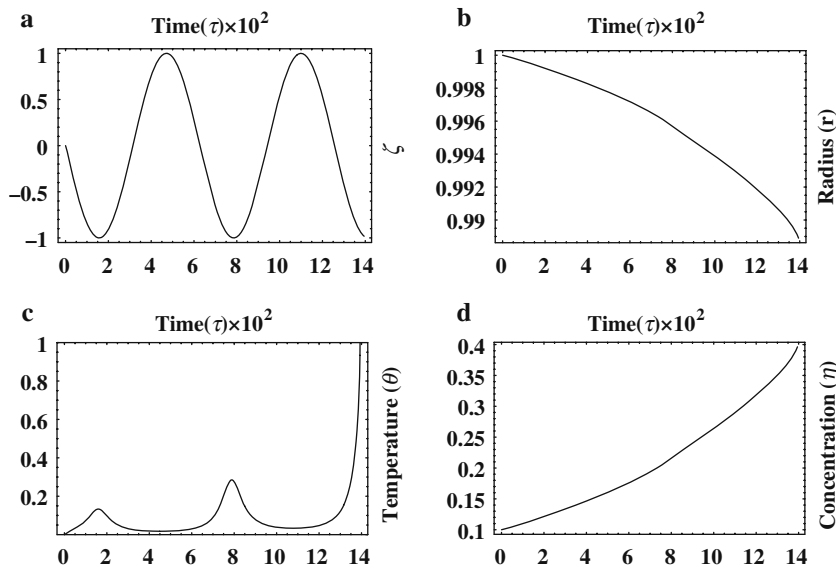 a
Time(τ)×10²
1
0.5
0
−0.5
−1
ζ
0 2 4 6 8 10 12 14
b
Time(τ)×10²
1
0.998
0.996
0.994
0.992
0.99
Radius (r)
0 2 4 6 8 10 12 14
c
Time(τ)×10²
1
0.8
0.6
0.4
0.2
Temperature (θ)
0 2 4 6 8 10 12 14
d
Time(τ)×10²
0.4
0.35
0.3
0.25
0.2
0.15
0.1
Concentration (η)
0 2 4 6 8 10 12 14